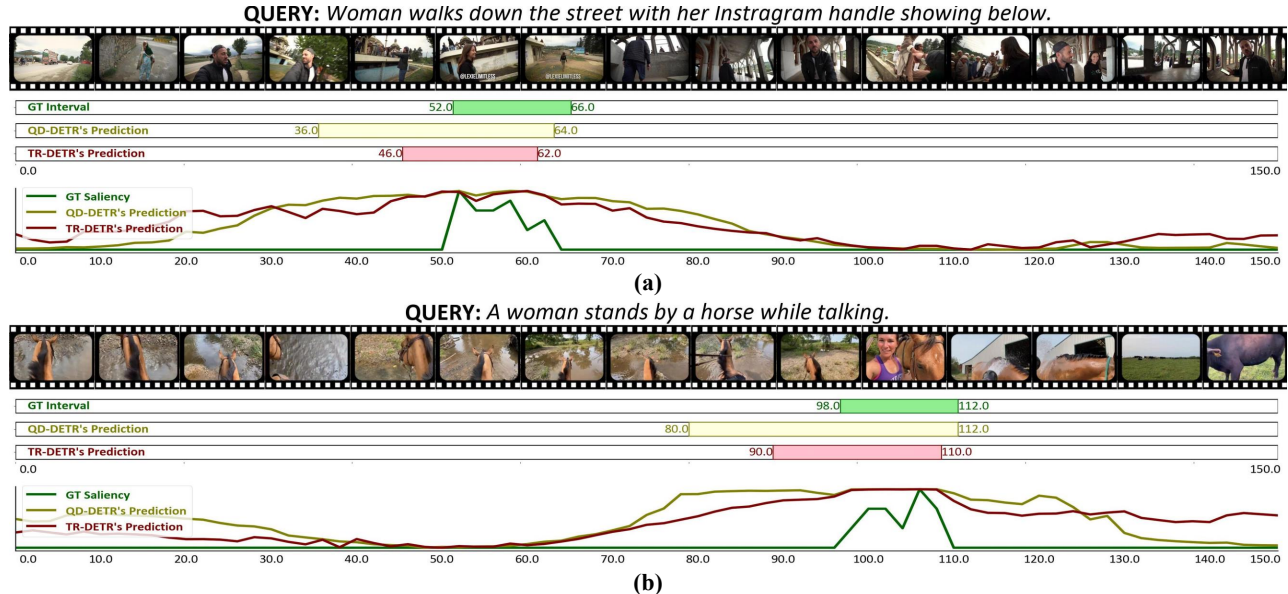 QUERY: Woman walks down the street with her Instragram handle showing below.
@LEXIELIMITLESS @LEXIELIMITLESS
GT Interval 52.0 66.0
QD-DETR's Prediction 36.0 64.0
TR-DETR's Prediction 46.0 62.0
0.0 150.0
GT Saliency
QD-DETR's Prediction
TR-DETR's Prediction
0.0 10.0 20.0 30.0 40.0 50.0 60.0 70.0 80.0 90.0 100.0 110.0 120.0 130.0 140.0 150.0
(a)
QUERY: A woman stands by a horse while talking.
GT Interval 98.0 112.0
QD-DETR's Prediction 80.0 112.0
TR-DETR's Prediction 90.0 110.0
0.0 150.0
GT Saliency
QD-DETR's Prediction
TR-DETR's Prediction
0.0 10.0 20.0 30.0 40.0 50.0 60.0 70.0 80.0 90.0 100.0 110.0 120.0 130.0 140.0 150.0
(b)